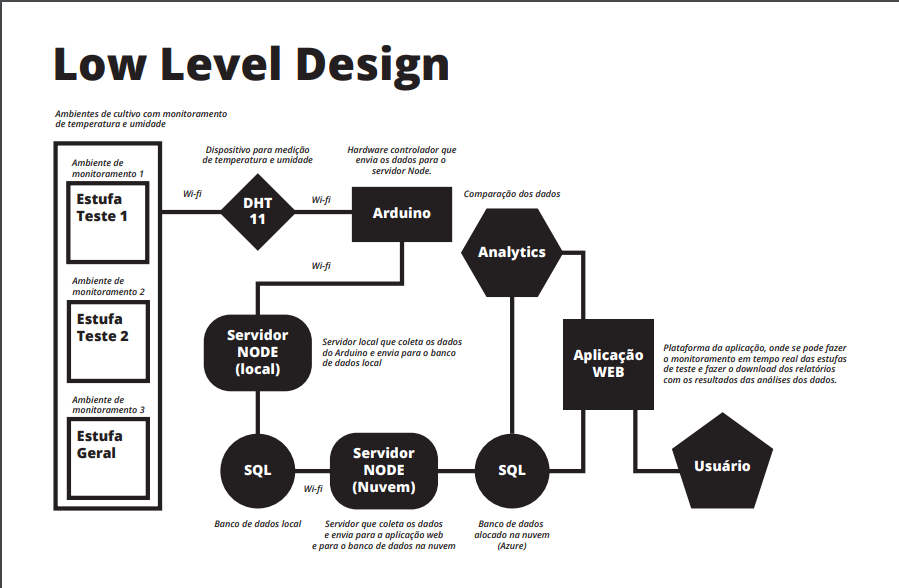 Low Level Design
Ambientes de cultivo com monitoramento
de temperatura e umidade
Ambiente de
monitoramento 1
Estufa
Teste 1
Ambiente de
monitoramento 2
Estufa
Teste 2
Ambiente de
monitoramento 3
Estufa
Geral
Wi-fi
Dispositivo para medição
de temperatura e umidade
DHT
11
Wi-fi
Hardware controlador que
envia os dados para o
servidor Node.
Arduino
Wi-fi
Comparação dos dados
Analytics
Servidor
NODE
(local)
Servidor local que coleta os dados
do Arduino e envia para o banco
de dados local
Aplicação
WEB
Plataforma da aplicação, onde se pode fazer
o monitoramento em tempo real das estufas
de teste e fazer o download dos relatórios
com os resultados das análises dos dados.
SQL
Banco de dados local
Wi-fi
Servidor
NODE
(Nuvem)
Servidor que coleta os dados
e envia para a aplicação web
e para o banco de dados na nuvem
SQL
Banco de dados
alocado na nuvem
(Azure)
Usuário